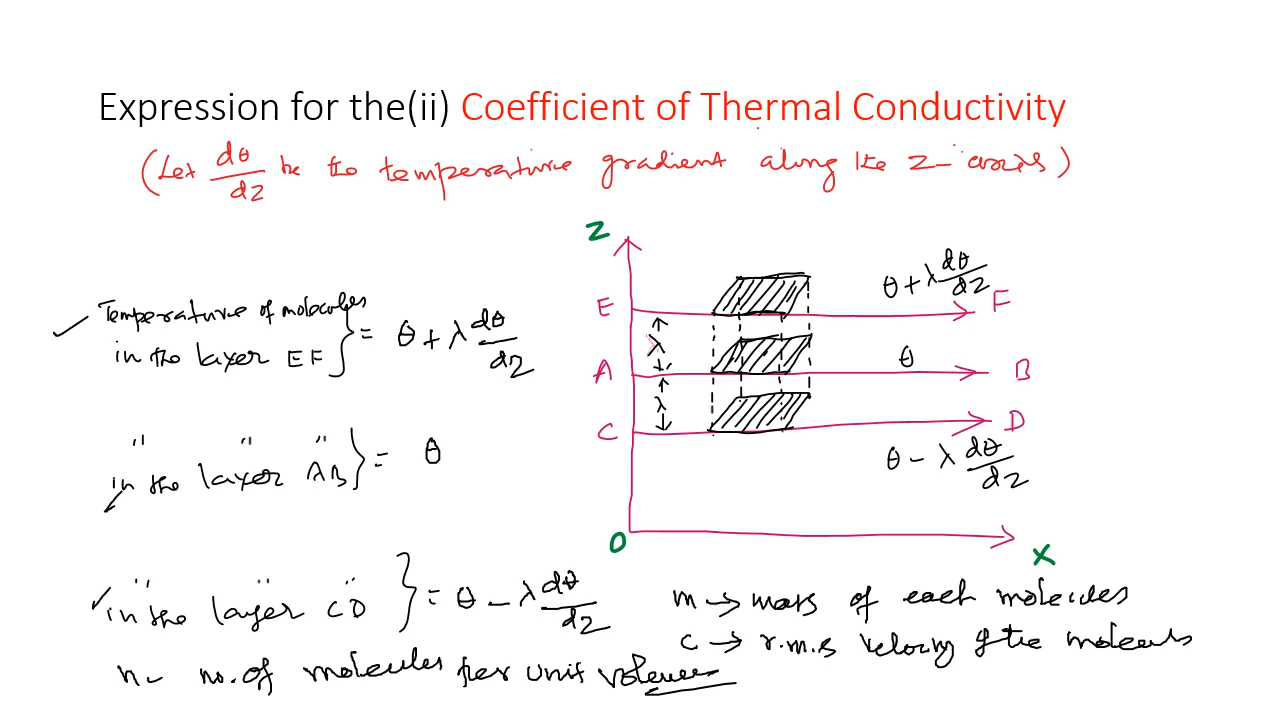 Expression for the(ii) Coefficient of Thermal Conductivity
(Let dθ/dz be the temperature gradient along the z-axis)
Temperature of molecules
in the layer EF } = θ + λ dθ/dz
" " "
in the layer AB } = θ
" " "
in the layer CD } = θ - λ dθ/dz
n - no. of molecules per unit volume
Z
E
θ + λ dθ/dz
F
λ
A
θ
B
λ
C
D
θ - λ dθ/dz
O
X
m → mass of each molecules
c → r.m.s velocity of the molecules